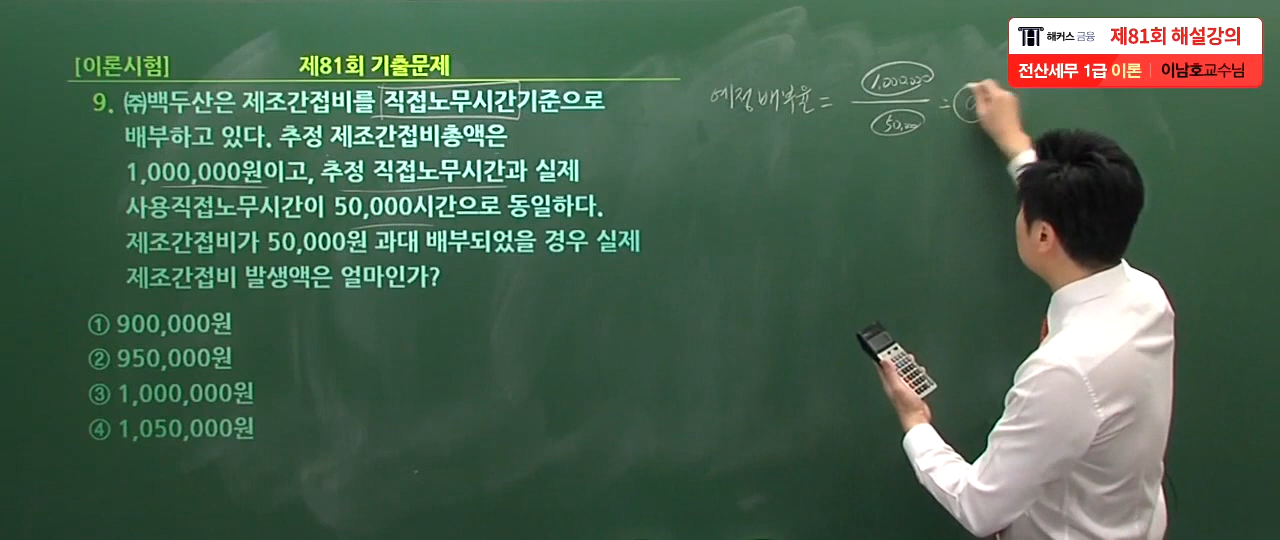 해커스 금융 제81회 해설강의
전산세무 1급 이론 | 이남호교수님
[이론시험] 제81회 기출문제
9. ㈜백두산은 제조간접비를 직접노무시간기준으로
배부하고 있다. 추정 제조간접비총액은
1,000,000원이고, 추정 직접노무시간과 실제
사용직접노무시간이 50,000시간으로 동일하다.
제조간접비가 50,000원 과대 배부되었을 경우 실제
제조간접비 발생액은 얼마인가?
① 900,000원
② 950,000원
③ 1,000,000원
④ 1,050,000원
예정배부율 =
1,000,000
50,000
=